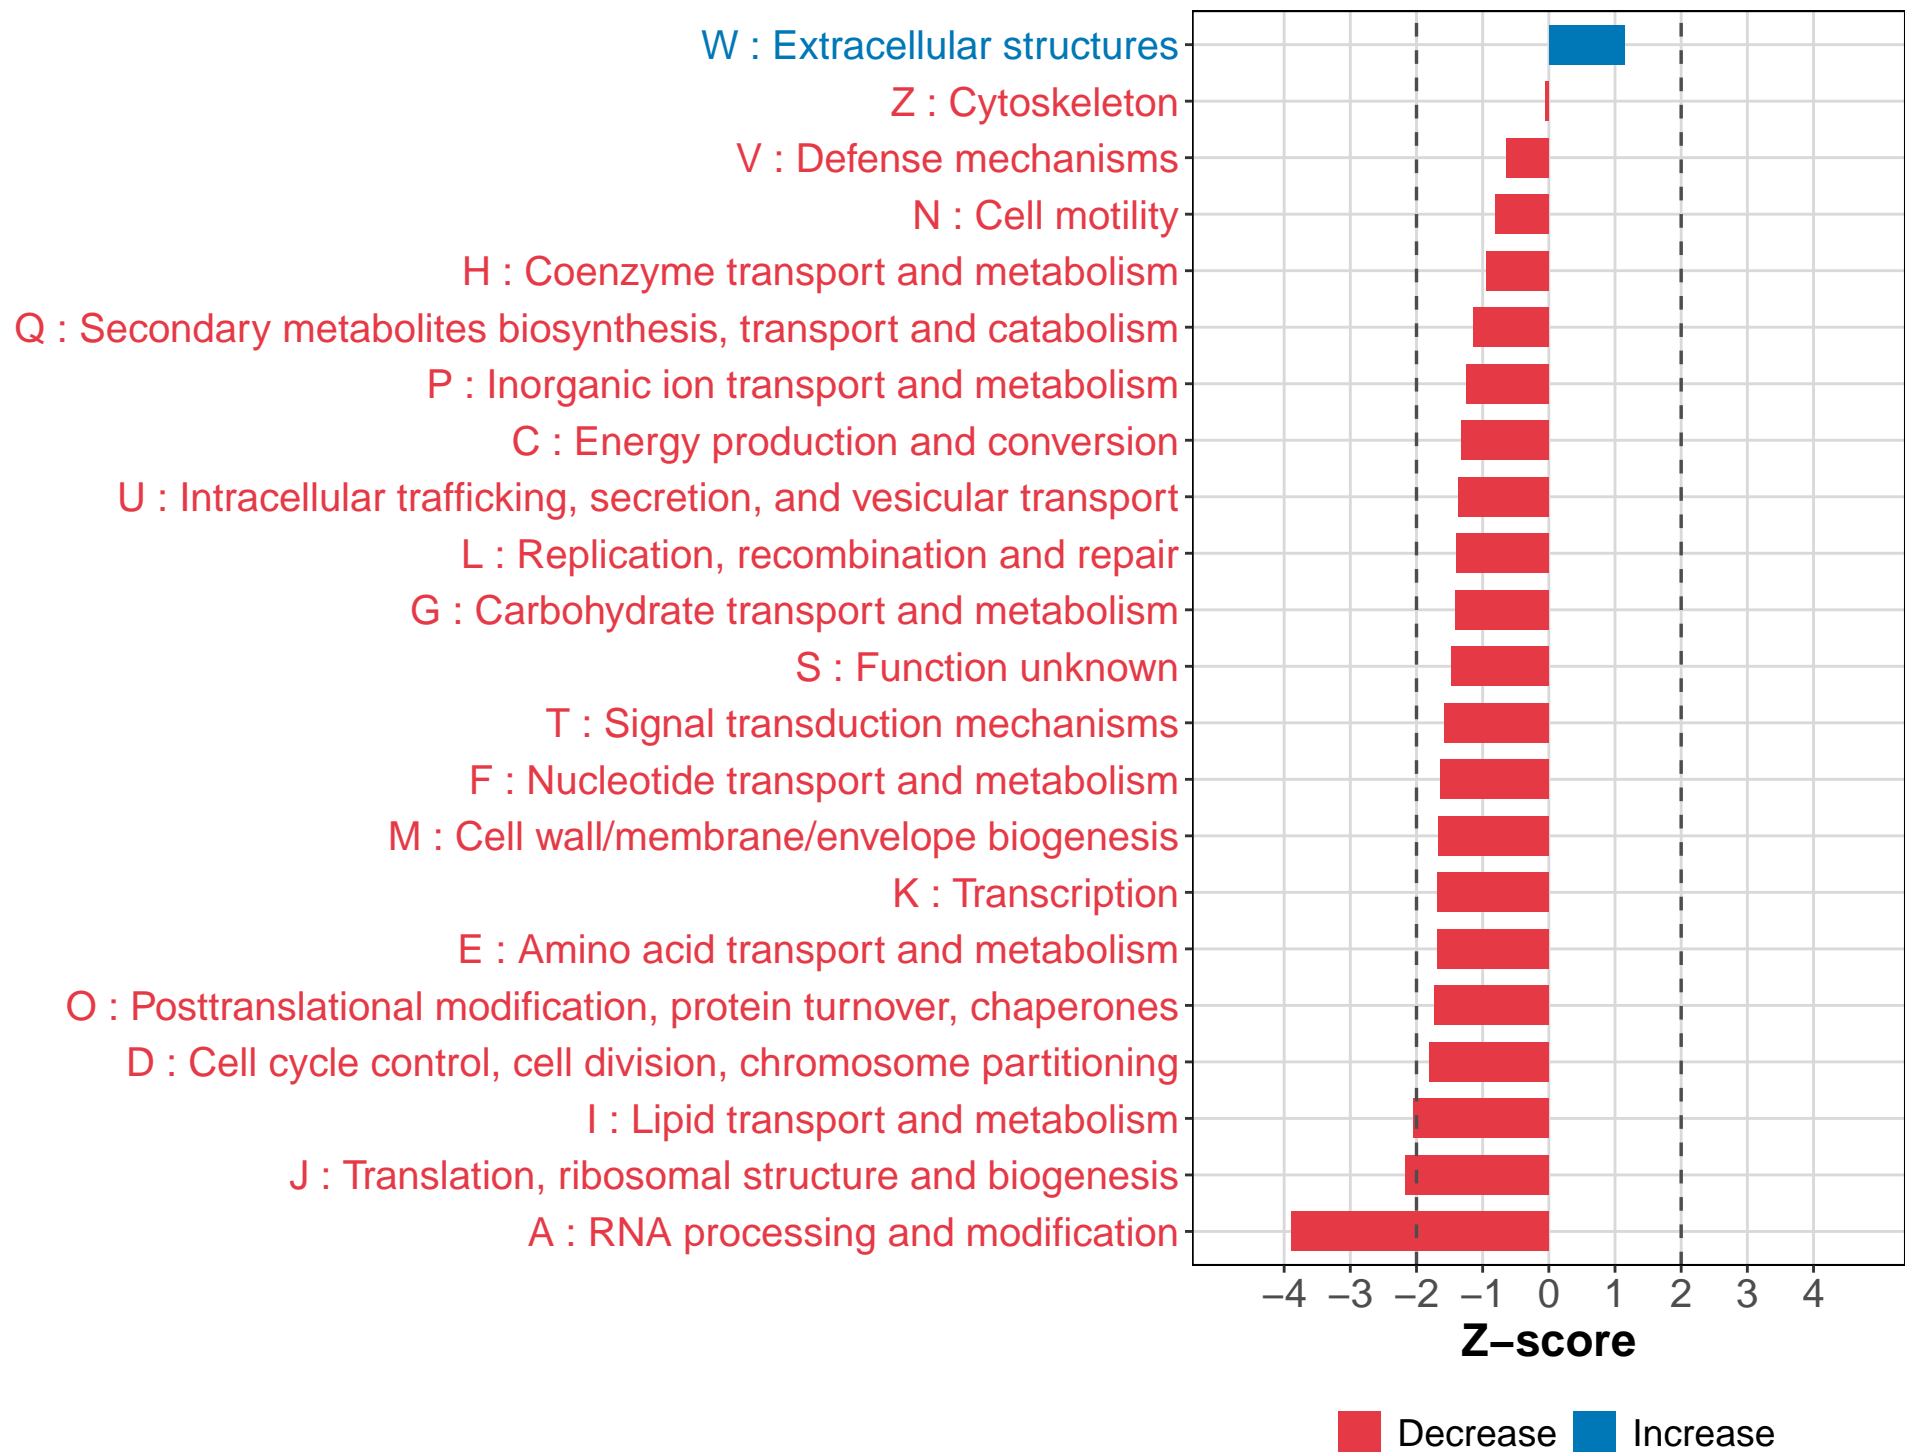 W : Extracellular structures
Z : Cytoskeleton
V : Defense mechanisms
N : Cell motility
H : Coenzyme transport and metabolism
Q : Secondary metabolites biosynthesis, transport and catabolism
P : Inorganic ion transport and metabolism
C : Energy production and conversion
U : Intracellular trafficking, secretion, and vesicular transport
L : Replication, recombination and repair
G : Carbohydrate transport and metabolism
S : Function unknown
T : Signal transduction mechanisms
F : Nucleotide transport and metabolism
M : Cell wall/membrane/envelope biogenesis
K : Transcription
E : Amino acid transport and metabolism
O : Posttranslational modification, protein turnover, chaperones
D : Cell cycle control, cell division, chromosome partitioning
I : Lipid transport and metabolism
J : Translation, ribosomal structure and biogenesis
A : RNA processing and modification
−4 −3 −2 −1 0 1 2 3 4
Z−score
Decrease Increase